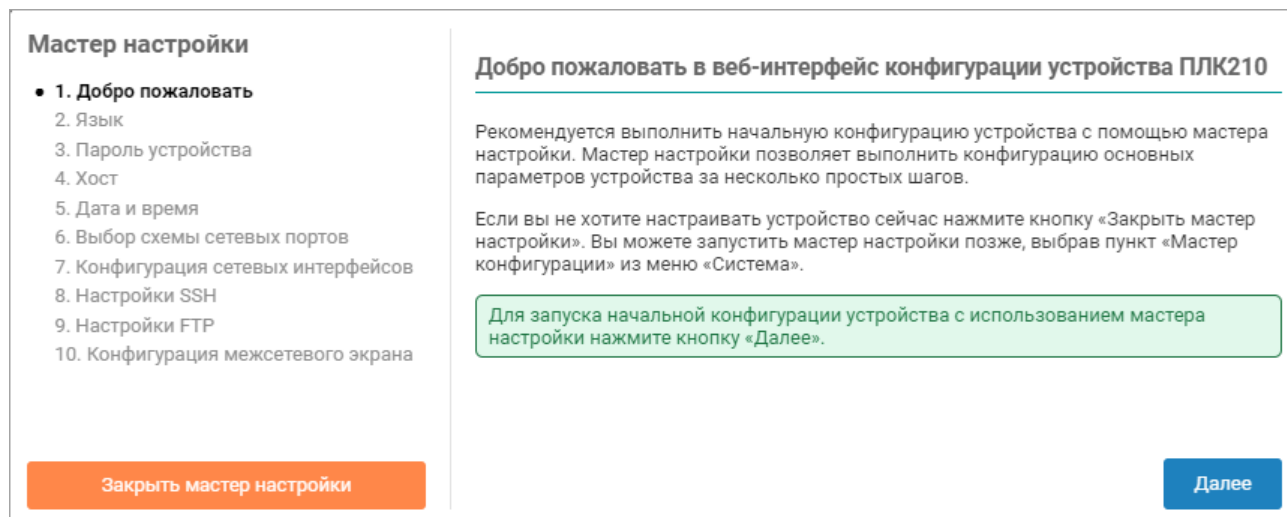 Мастер настройки
• 1. Добро пожаловать
2. Язык
3. Пароль устройства
4. Хост
5. Дата и время
6. Выбор схемы сетевых портов
7. Конфигурация сетевых интерфейсов
8. Настройки SSH
9. Настройки FTP
10. Конфигурация межсетевого экрана
Закрыть мастер настройки
Добро пожаловать в веб-интерфейс конфигурации устройства ПЛК210
Рекомендуется выполнить начальную конфигурацию устройства с помощью мастера
настройки. Мастер настройки позволяет выполнить конфигурацию основных
параметров устройства за несколько простых шагов.
Если вы не хотите настраивать устройство сейчас нажмите кнопку «Закрыть мастер
настройки». Вы можете запустить мастер настройки позже, выбрав пункт «Мастер
конфигурации» из меню «Система».
Для запуска начальной конфигурации устройства с использованием мастера
настройки нажмите кнопку «Далее».
Далее